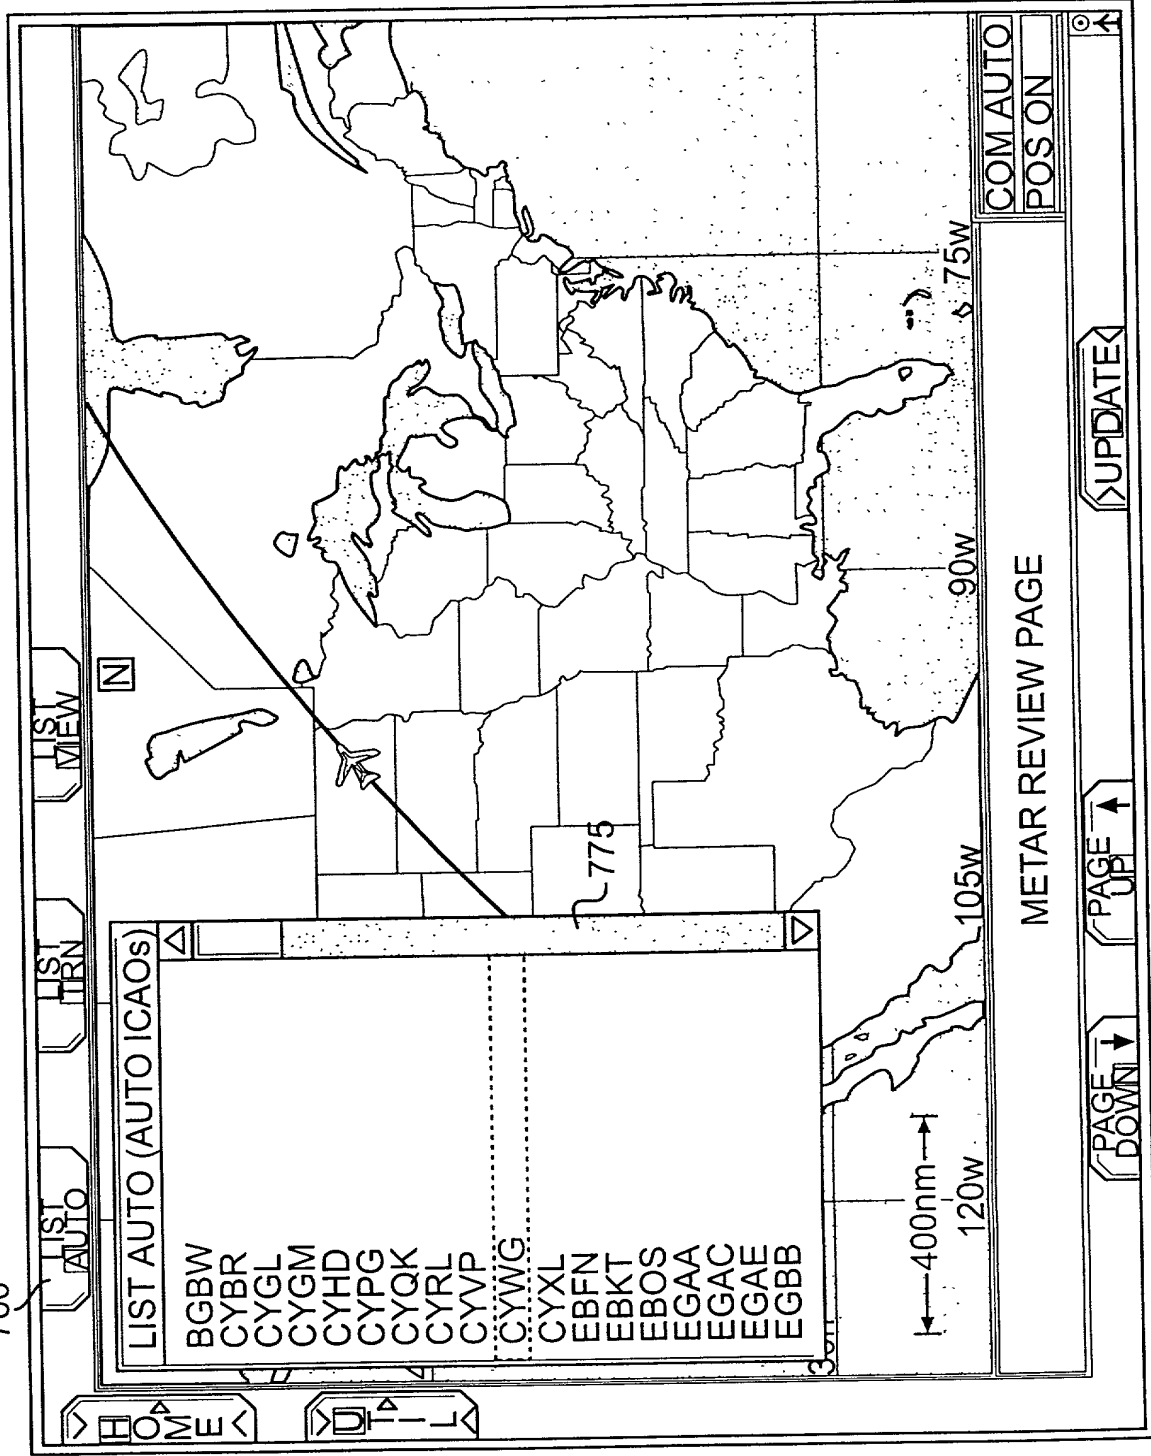 LIST
AUTO
LIST
TRN
LIST
VIEW
HOME
UTIL
LIST AUTO (AUTO ICAOs)
BGBW
CYBR
CYGL
CYGM
CYHD
CYPG
CYQK
CYRL
CYVP
CYWG
CYXL
EBFN
EBKT
EBOS
EGAA
EGAC
EGAE
EGBB
775
N
400nm
120w
105w
90w
75w
METAR REVIEW PAGE
COM AUTO
POS ON
PAGE
DOWN
PAGE
UP
UPDATE